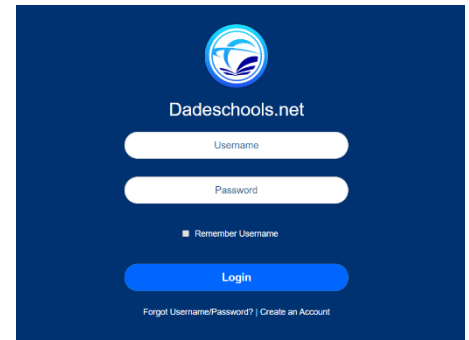 Dadeschools.net
Username
Password
Remember Username
Login
Forgot Username/Password? | Create an Account